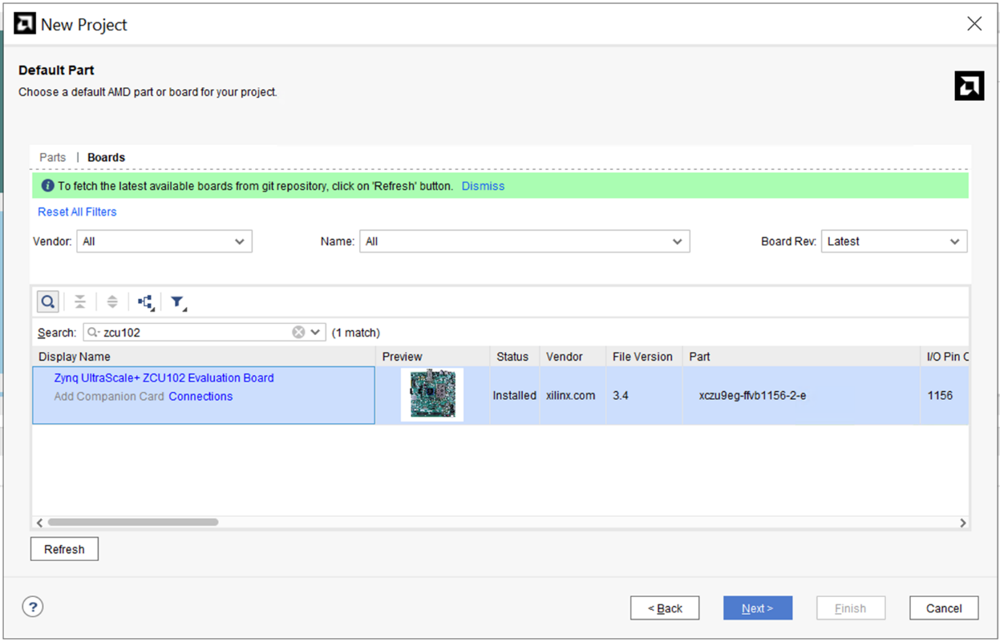 New Project
Default Part
Choose a default AMD part or board for your project.
Parts | Boards
To fetch the latest available boards from git repository, click on 'Refresh' button. Dismiss
Reset All Filters
Vendor: All Name: All Board Rev: Latest
Search: zcu102 (1 match)
Display Name Preview Status Vendor File Version Part I/O Pin C
Zynq UltraScale+ ZCU102 Evaluation Board
Add Companion Card Connections
Installed xilinx.com 3.4 xczu9eg-ffvb1156-2-e 1156
Refresh
? < Back Next > Finish Cancel